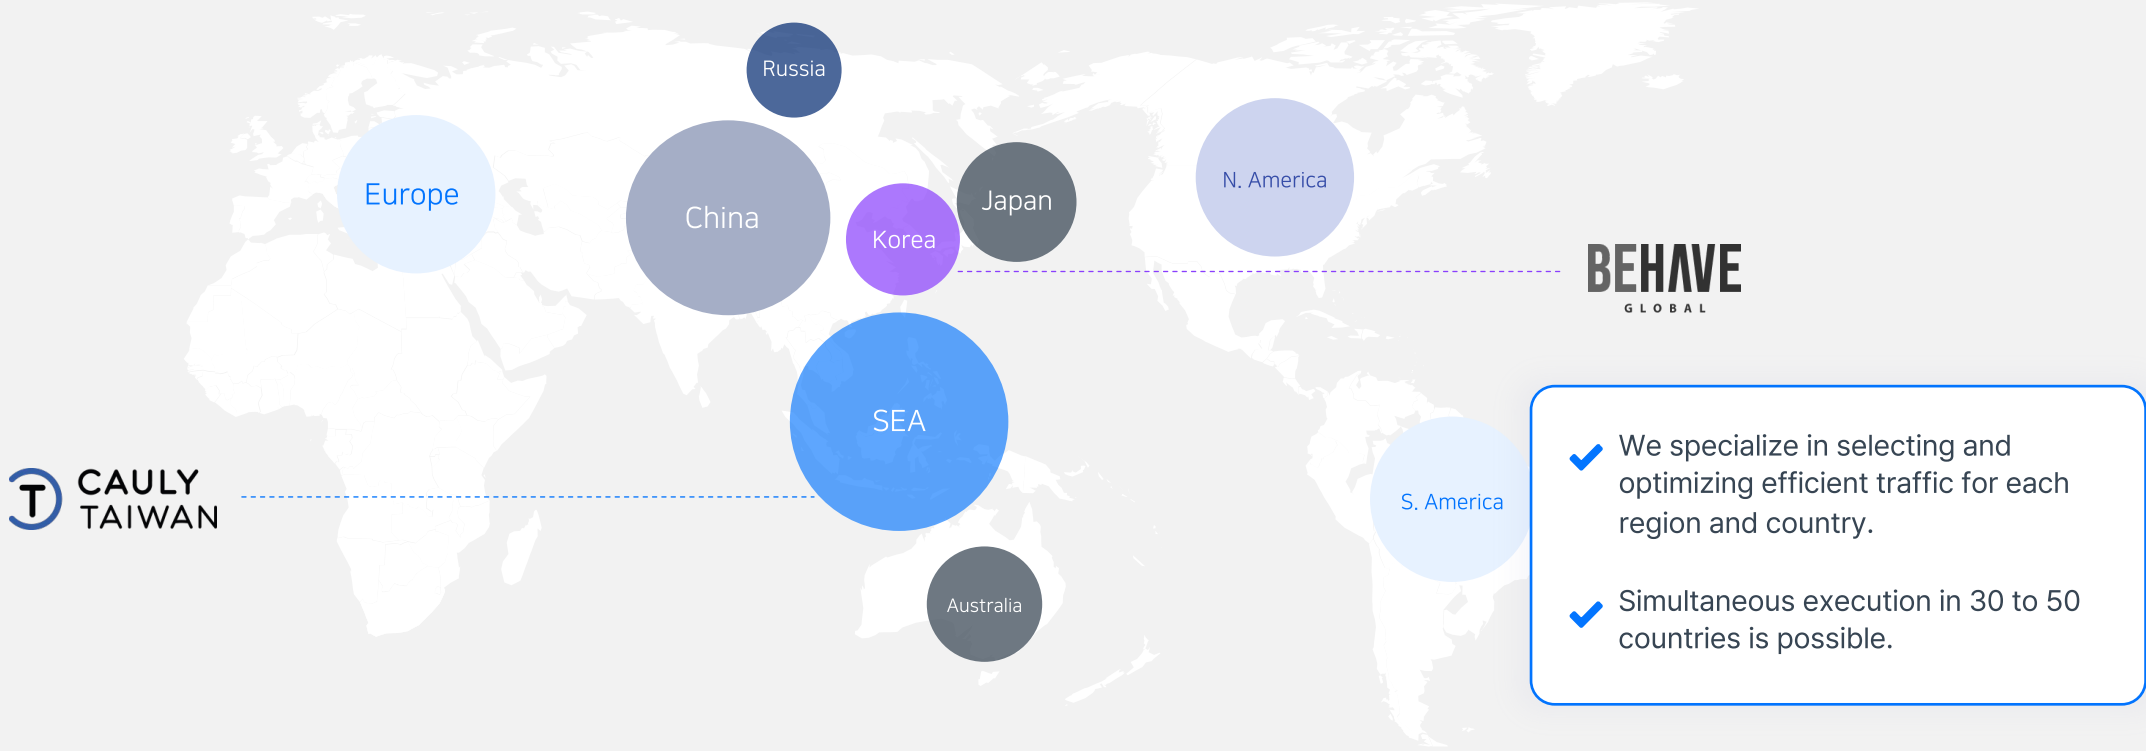 Russia
Europe
China
Korea
Japan
N. America
BEHAVE
GLOBAL
SEA
CAULY
TAIWAN
S. America
Australia
We specialize in selecting and
optimizing efficient traffic for each
region and country.
Simultaneous execution in 30 to 50
countries is possible.